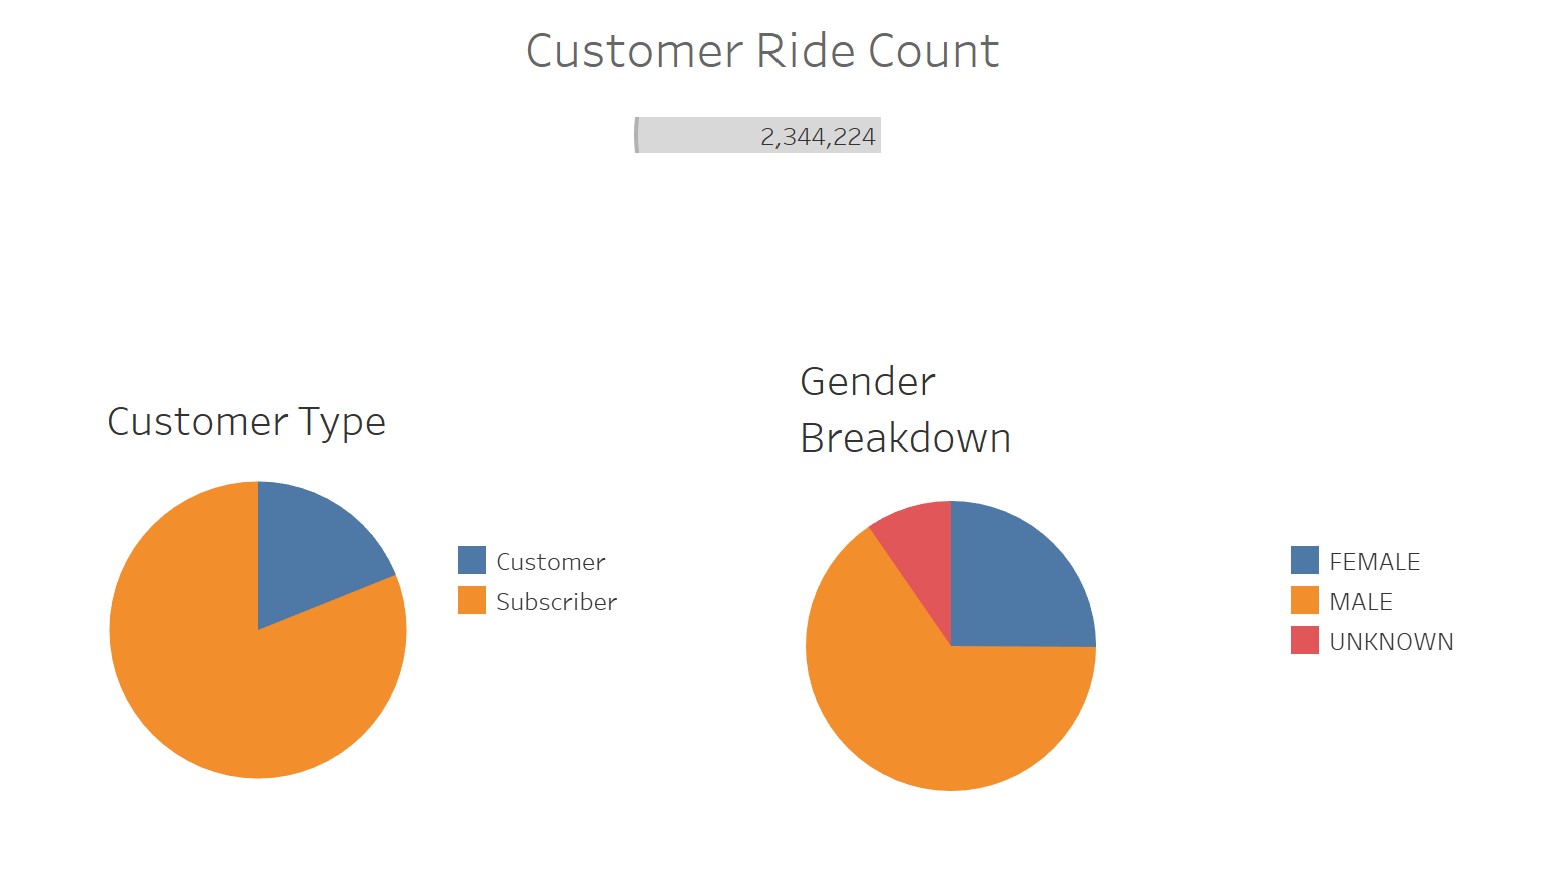 Customer Ride Count
2,344,224
Customer Type
Customer
Subscriber
Gender
Breakdown
FEMALE
MALE
UNKNOWN